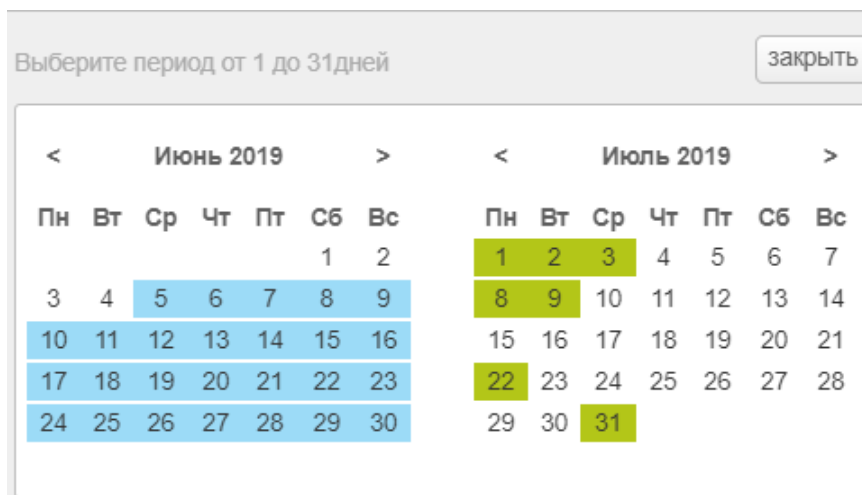 Выберите период от 1 до 31дней
закрыть
< Июнь 2019 >
Пн Вт Ср Чт Пт Сб Вс
1 2
3 4 5 6 7 8 9
10 11 12 13 14 15 16
17 18 19 20 21 22 23
24 25 26 27 28 29 30
< Июль 2019 >
Пн Вт Ср Чт Пт Сб Вс
1 2 3 4 5 6 7
8 9 10 11 12 13 14
15 16 17 18 19 20 21
22 23 24 25 26 27 28
29 30 31